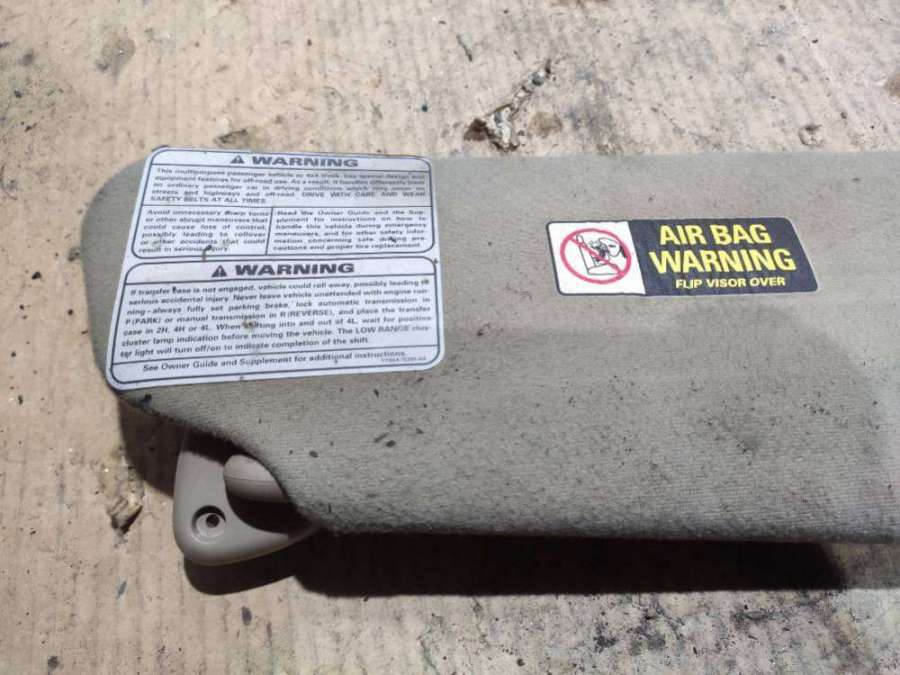 WARNING
This multipurpose passenger vehicle or 4x4 truck, has special design and
equipment features for off-road use. As a result, it handles differently than
an ordinary passenger car in driving conditions which may occur on
streets and highways and off-road. DRIVE WITH CARE AND WEAR
SAFETY BELTS AT ALL TIMES.
Avoid unnecessary sharp turns
or other abrupt maneuvers that
could cause loss of control,
possibly leading to rollover
or other accidents that could
result in serious injury.
Read the Owner Guide and the Sup-
plement for instructions on how to
handle this vehicle during emergency
maneuvers, and for other safety infor-
mation concerning safe driving pre-
cautions and proper tire replacement.
WARNING
If transfer case is not engaged, vehicle could roll away, possibly leading to
serious accidental injury. Never leave vehicle unattended with engine run-
ning-always fully set parking brake, lock automatic transmission in
P(PARK) or manual transmission in R(REVERSE), and place the transfer
case in 2H, 4H or 4L. When shifting into and out of 4L, wait for positive
cluster lamp indication before moving the vehicle. The LOW RANGE clus-
ter light will turn off/on to indicate completion of the shift.
See Owner Guide and Supplement for additional instructions.
AIR BAG
WARNING
FLIP VISOR OVER